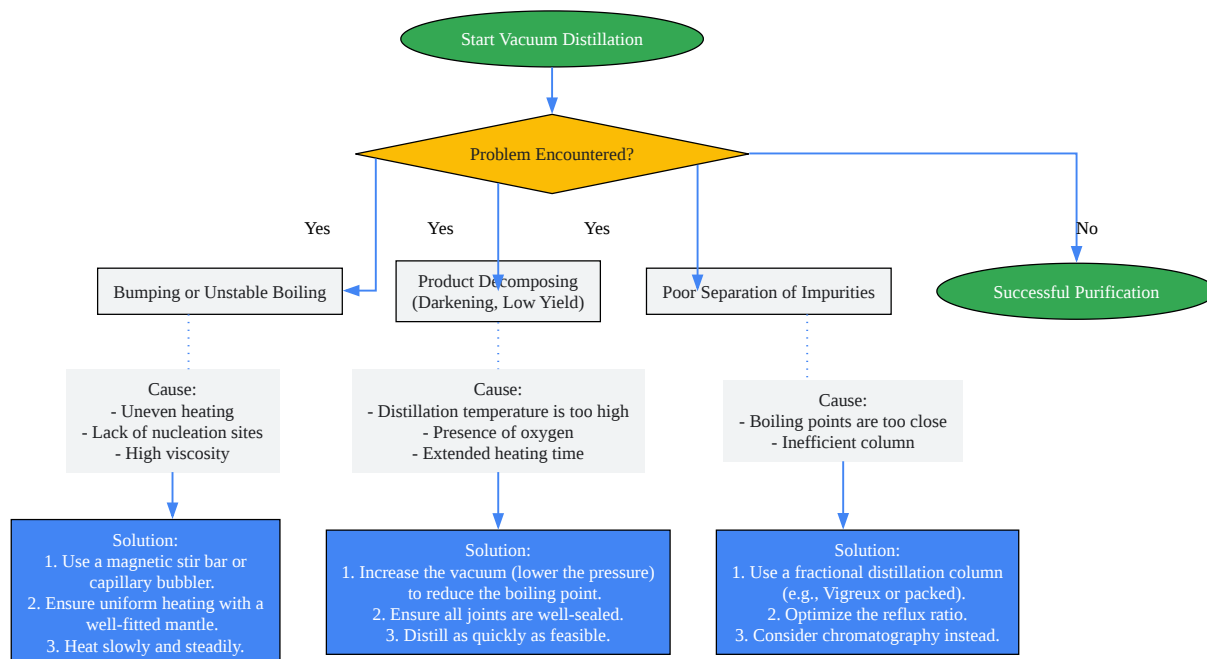 Start Vacuum Distillation
Problem Encountered?
Yes
Yes
Yes
No
Bumping or Unstable Boiling
Product Decomposing
(Darkening, Low Yield)
Poor Separation of Impurities
Successful Purification
Cause:
- Uneven heating
- Lack of nucleation sites
- High viscosity
Cause:
- Distillation temperature is too high
- Presence of oxygen
- Extended heating time
Cause:
- Boiling points are too close
- Inefficient column
Solution:
1. Use a magnetic stir bar or
capillary bubbler.
2. Ensure uniform heating with a
well-fitted mantle.
3. Heat slowly and steadily.
Solution:
1. Increase the vacuum (lower the pressure)
to reduce the boiling point.
2. Ensure all joints are well-sealed.
3. Distill as quickly as feasible.
Solution:
1. Use a fractional distillation column
(e.g., Vigreux or packed).
2. Optimize the reflux ratio.
3. Consider chromatography instead.